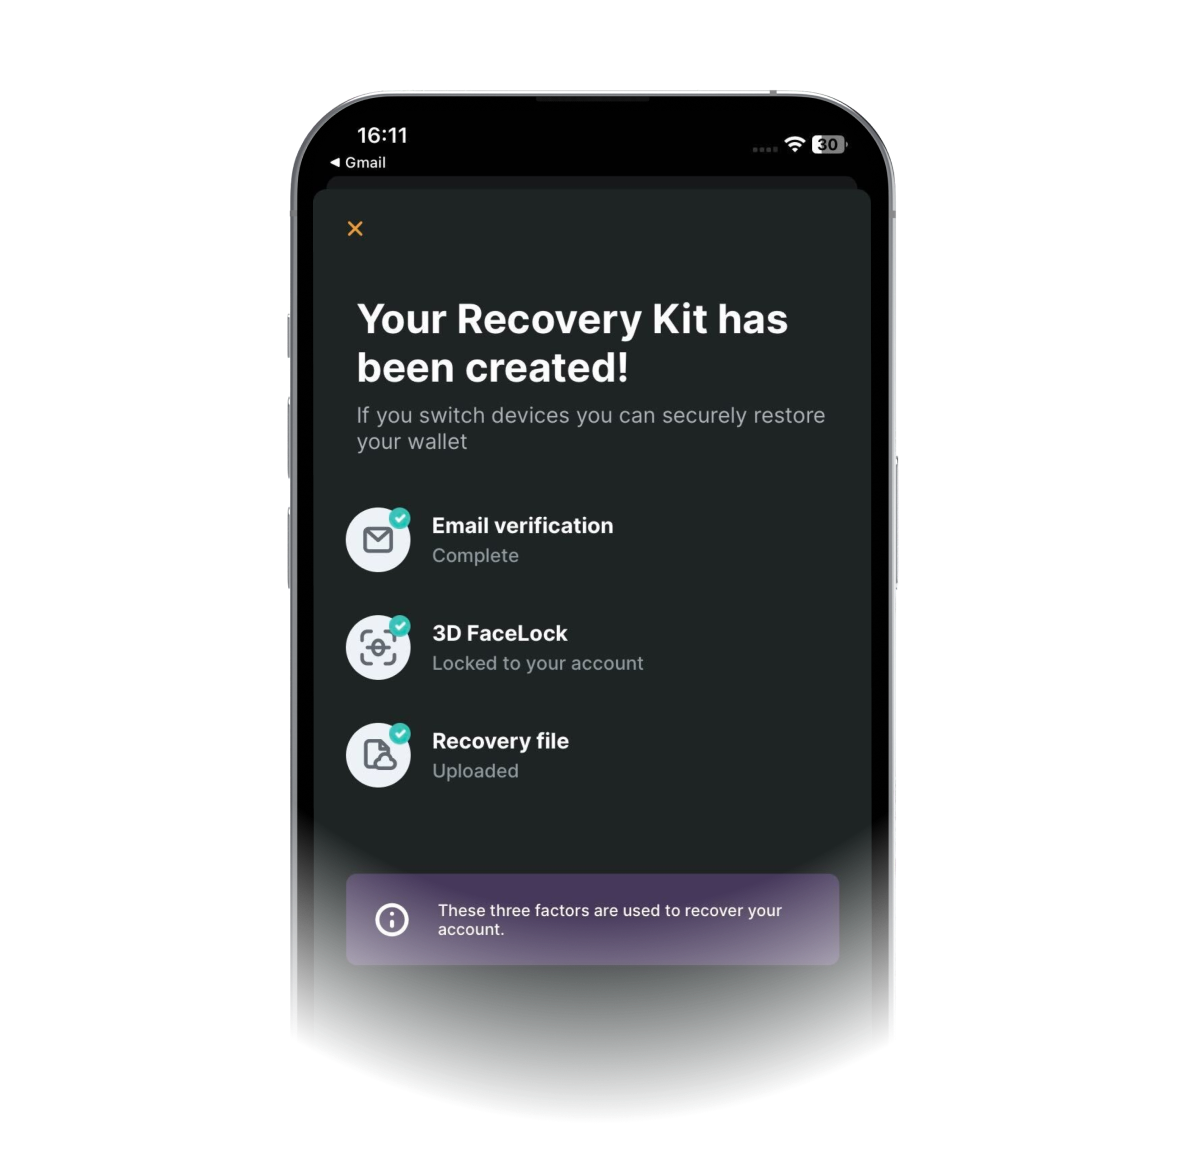 16:11
30
◀ Gmail
Your Recovery Kit has
been created!
If you switch devices you can securely restore
your wallet
Email verification
Complete
3D FaceLock
Locked to your account
Recovery file
Uploaded
These three factors are used to recover your
account.